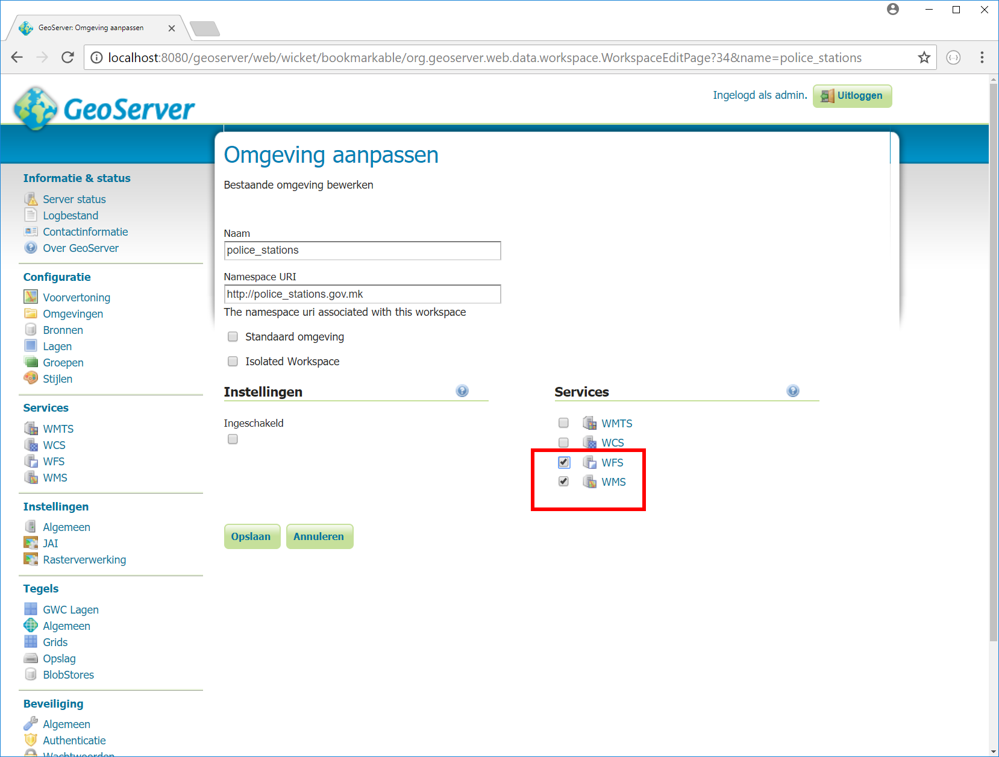 GeoServer: Omgeving aanpassen
localhost:8080/geoserver/web/wicket/bookmarkable/org.geoserver.web.data.workspace.WorkspaceEditPage?34&name=police_stations
GeoServer
Ingelogd als admin. Uitloggen
Informatie & status
Server status
Logbestand
Contactinformatie
Over GeoServer
Configuratie
Voorvertoning
Omgevingen
Bronnen
Lagen
Groepen
Stijlen
Services
WMTS
WCS
WFS
WMS
Instellingen
Algemeen
JAI
Rasterverwerking
Tegels
GWC Lagen
Algemeen
Grids
Opslag
BlobStores
Beveiliging
Algemeen
Authenticatie
Wachtwoorden
Omgeving aanpassen
Bestaande omgeving bewerken
Naam
police_stations
Namespace URI
http://police_stations.gov.mk
The namespace uri associated with this workspace
Standaard omgeving
Isolated Workspace
Instellingen
Ingeschakeld
Services
WMTS
WCS
WFS
WMS
Opslaan Annuleren